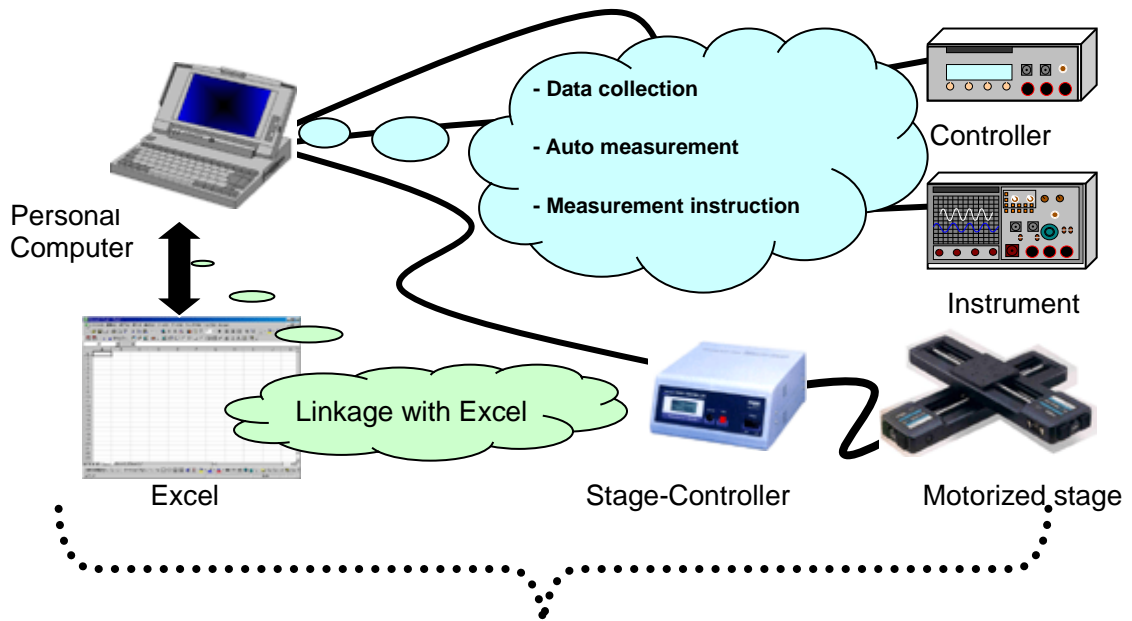 - Data collection
- Auto measurement
- Measurement instruction
Controller
Personal
Computer
Instrument
Linkage with Excel
Excel
Stage-Controller
Motorized stage